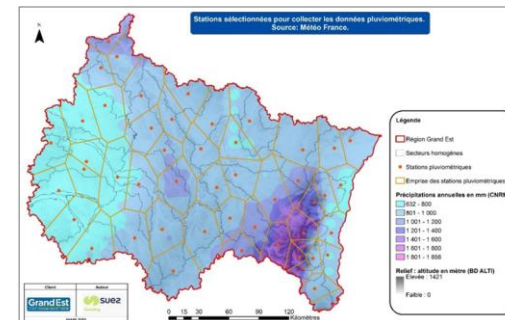 Stations sélectionnées pour collecter les données pluviométriques.
Source: Météo France.
N
Légende
Région Grand Est
Secteurs homogènes
Stations pluviométriques
Emprise des stations pluviométriques
Précipitations annuelles en mm (CNRM)
632 - 800
801 - 1 000
1 001 - 1 200
1 201 - 1 400
1 401 - 1 600
1 601 - 1 800
1 801 - 1 856
Relief : altitude en mètre (BD ALTI)
Elevée : 1421
Faible : 0
Client
Auteur
Grand Est
suez
0 15 30 60 90 120
Kilomètres